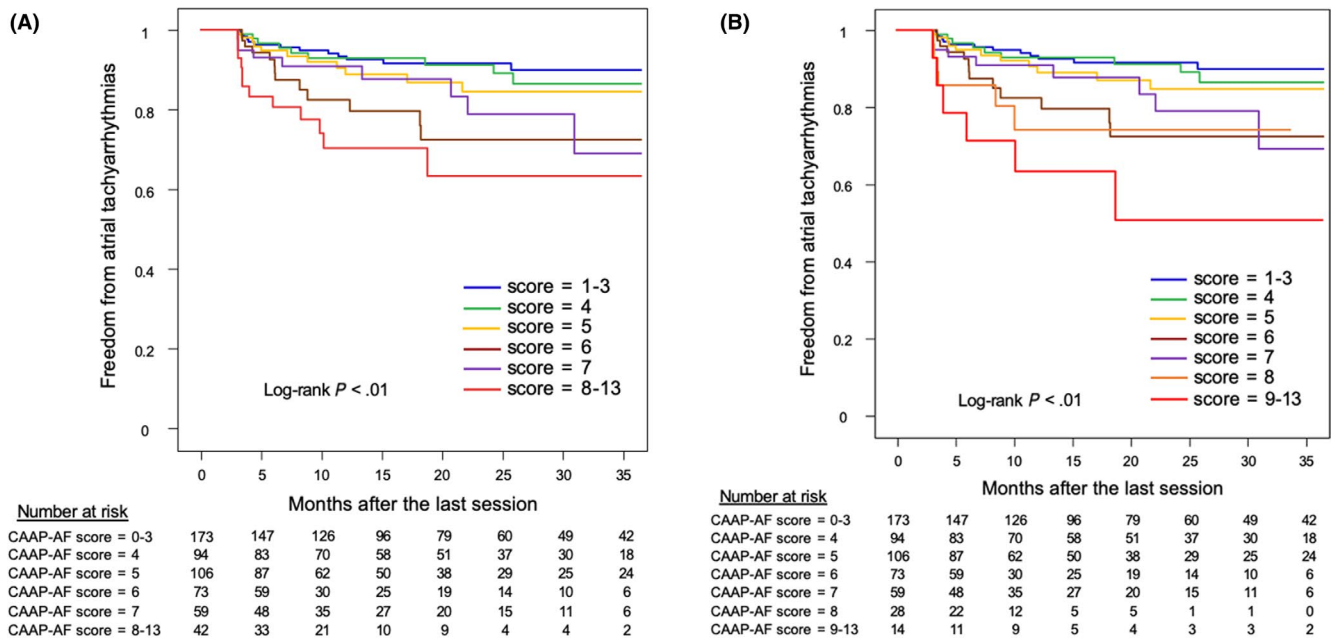 (A)
Freedom from atrial tachyarrhythmias
1
0.8
0.6
0.4
0.2
0
score = 1-3
score = 4
score = 5
score = 6
score = 7
score = 8-13
Log-rank P < .01
0 5 10 15 20 25 30 35
Months after the last session
Number at risk
CAAP-AF score = 0-3 173 147 126 96 79 60 49 42
CAAP-AF score = 4 94 83 70 58 51 37 30 18
CAAP-AF score = 5 106 87 62 50 38 29 25 24
CAAP-AF score = 6 73 59 30 25 19 14 10 6
CAAP-AF score = 7 59 48 35 27 20 15 11 6
CAAP-AF score = 8-13 42 33 21 10 9 4 4 2
(B)
Freedom from atrial tachyarrhythmias
1
0.8
0.6
0.4
0.2
0
score = 1-3
score = 4
score = 5
score = 6
score = 7
score = 8
score = 9-13
Log-rank P < .01
0 5 10 15 20 25 30 35
Months after the last session
Number at risk
CAAP-AF score = 0-3 173 147 126 96 79 60 49 42
CAAP-AF score = 4 94 83 70 58 51 37 30 18
CAAP-AF score = 5 106 87 62 50 38 29 25 24
CAAP-AF score = 6 73 59 30 25 19 14 10 6
CAAP-AF score = 7 59 48 35 27 20 15 11 6
CAAP-AF score = 8 28 22 12 5 5 1 1 0
CAAP-AF score = 9-13 14 11 9 5 4 3 3 2